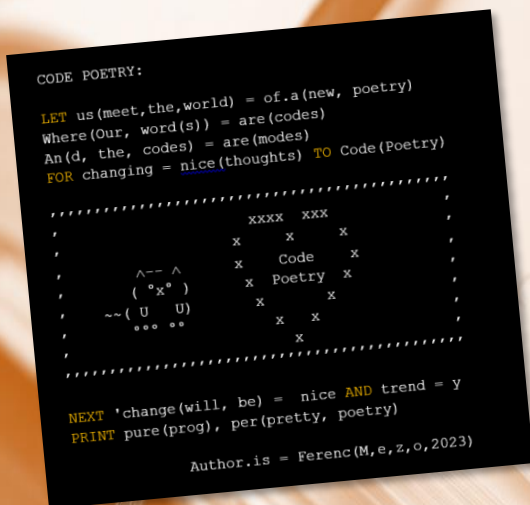 CODE POETRY:
LET us(meet,the,world) = of.a(new, poetry)
Where(Our, word(s)) = are(codes)
An(d, the, codes) = are(modes)
FOR changing = nice(thoughts) TO Code(Poetry)
,,,,,,,,,,,,,,,,,,,,,,,,,,,,,,,,,,,,,,,,,,,,,
, xxxx xxx ,
, x x x ,
, ^-- ^ x Code x ,
, ( °x° ) x Poetry x ,
, ~~( U U) x x ,
, °°° °° x x ,
, x ,
,,,,,,,,,,,,,,,,,,,,,,,,,,,,,,,,,,,,,,,,,,,,,
NEXT 'change(will, be) = nice AND trend = y
PRINT pure(prog), per(pretty, poetry)
Author.is = Ferenc(M,e,z,o,2023)